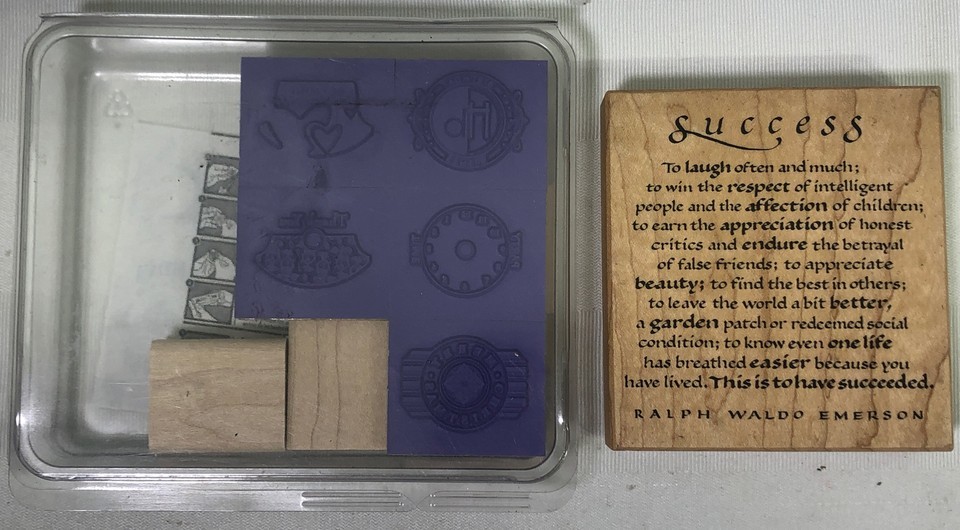 success
To laugh often and much;
to win the respect of intelligent
people and the affection of children;
to earn the appreciation of honest
critics and endure the betrayal
of false friends; to appreciate
beauty; to find the best in others;
to leave the world a bit better,
a garden patch or redeemed social
condition; to know even one life
has breathed easier because you
have lived. This is to have succeeded.
RALPH WALDO EMERSON